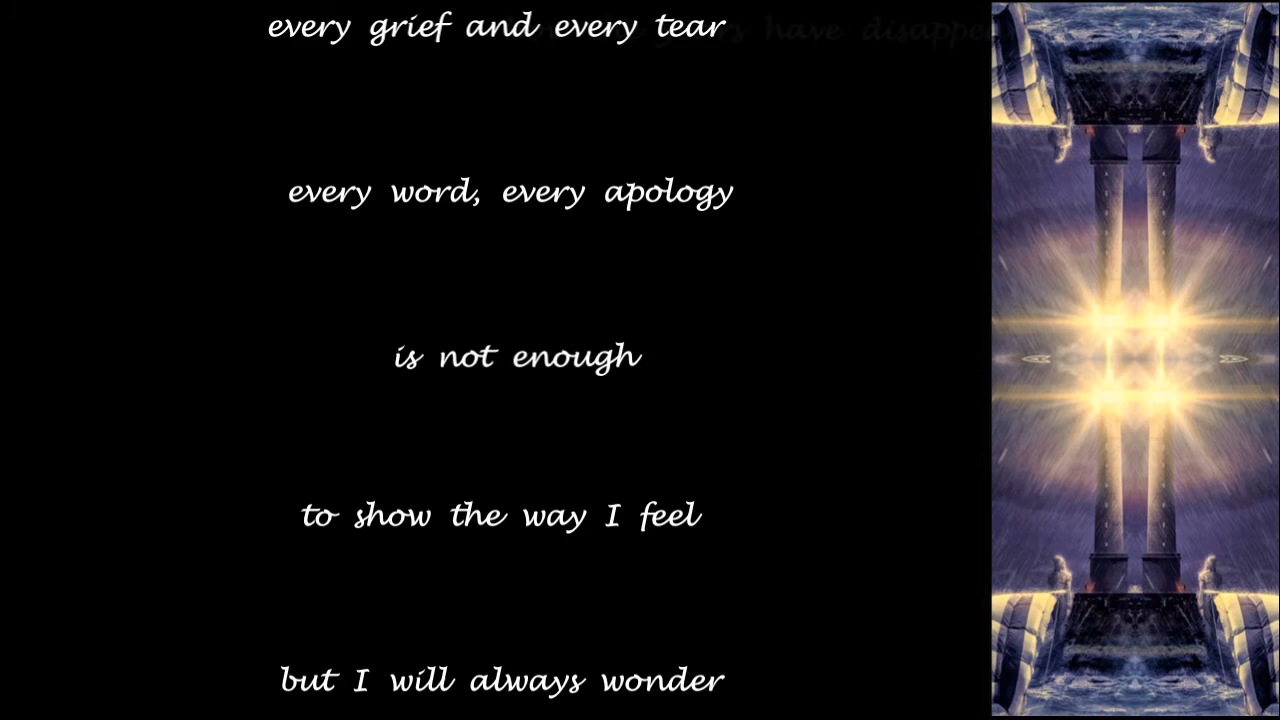 every grief and every tear
every word, every apology
is not enough
to show the way I feel
but I will always wonder